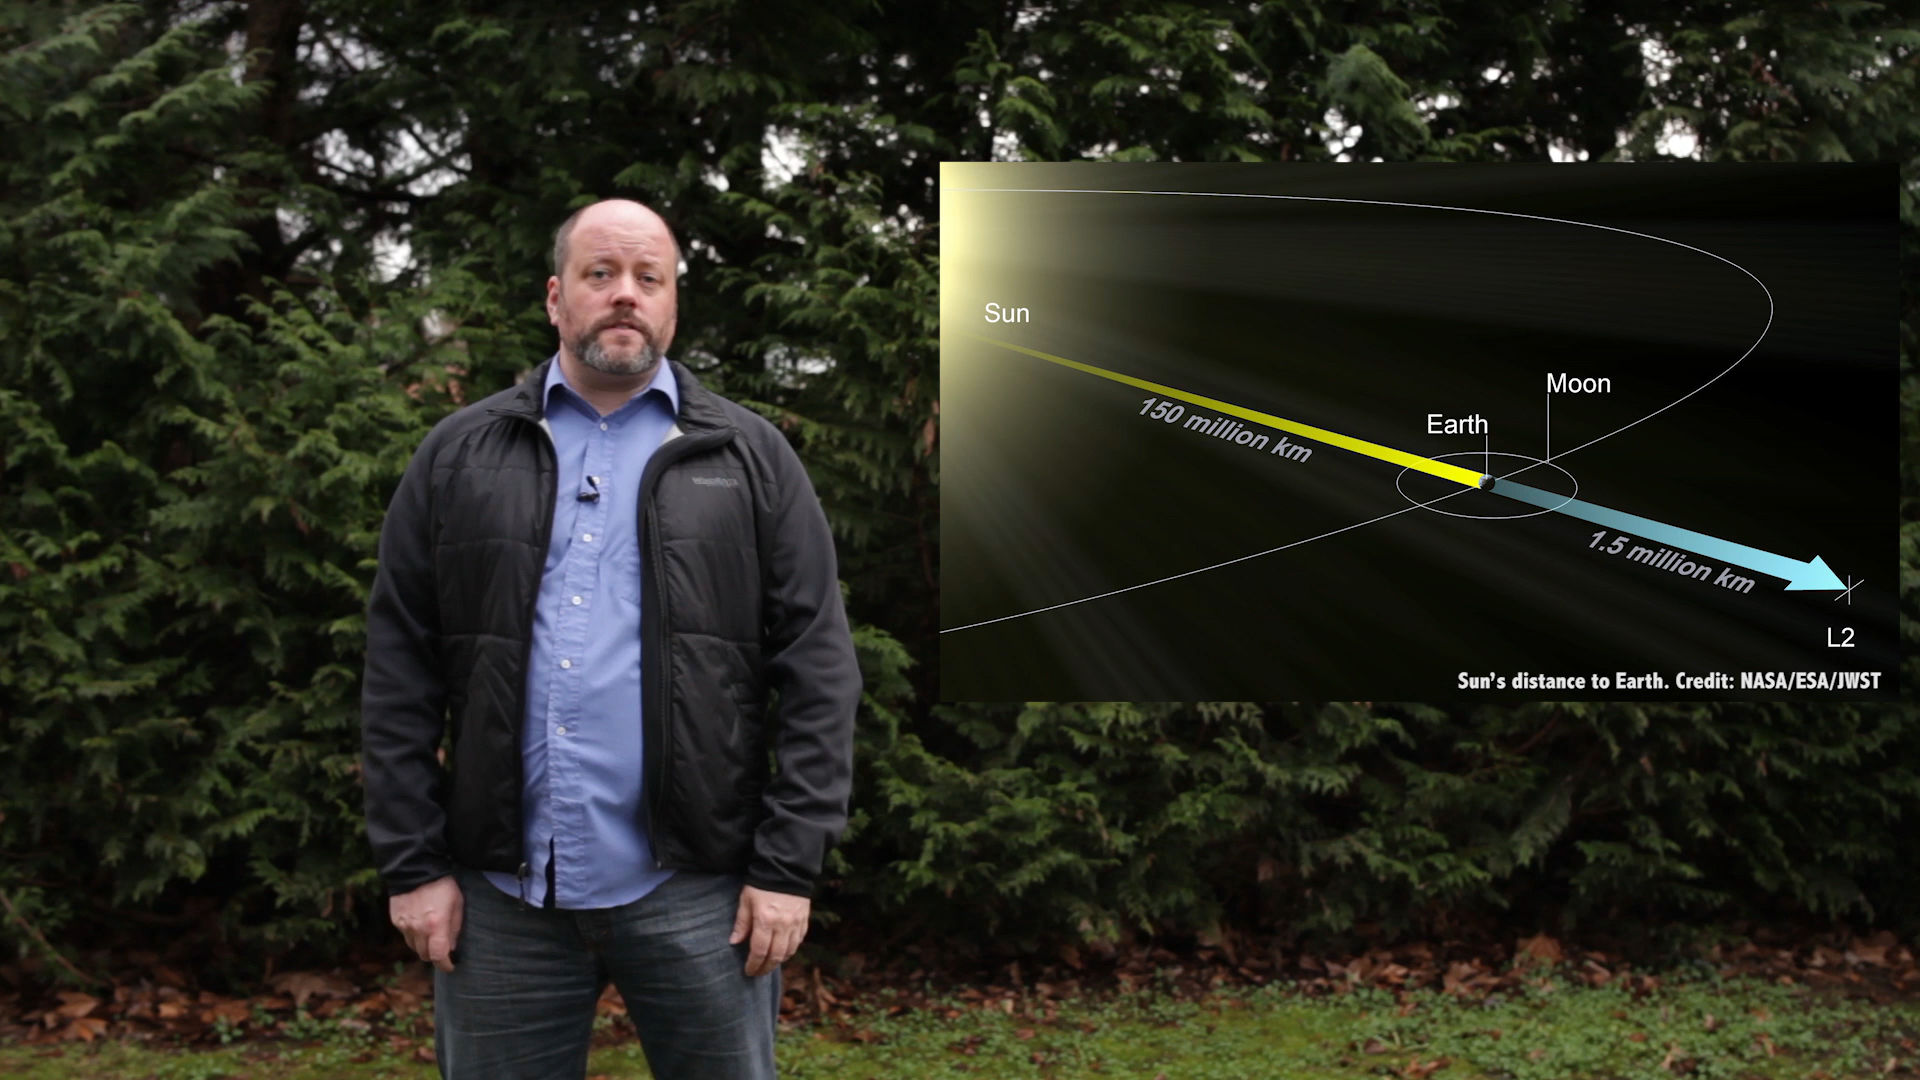 Sun
Moon
Earth
150 million km
1.5 million km
L2
Sun's distance to Earth. Credit: NASA/ESA/JWST